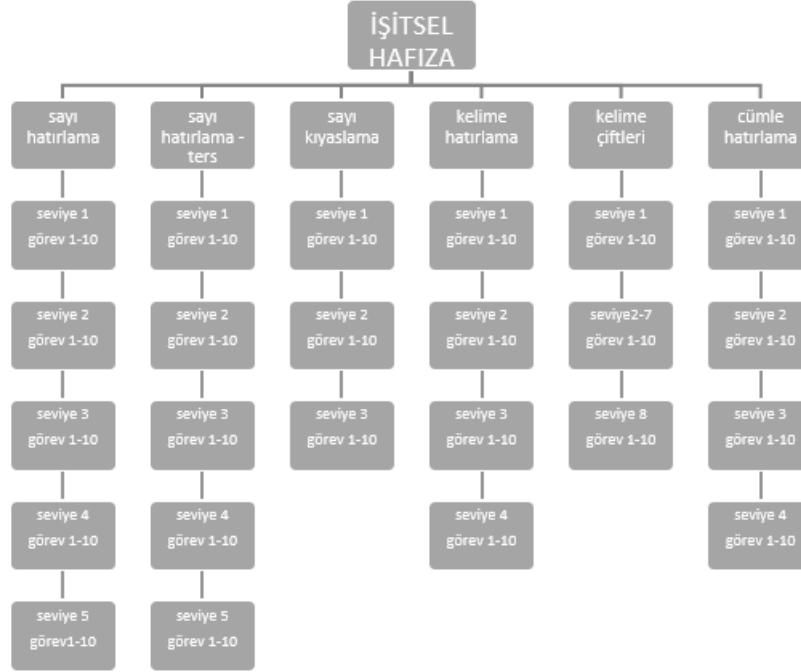 İŞİTSEL
HAFIZA
sayı
hatırlama
sayı
hatırlama -
ters
sayı
kıyaslama
kelime
hatırlama
kelime
çiftleri
cümle
hatırlama
seviye 1
görev 1-10
seviye 1
görev 1-10
seviye 1
görev 1-10
seviye 1
görev 1-10
seviye 1
görev 1-10
seviye 1
görev 1-10
seviye 2
görev 1-10
seviye 2
görev 1-10
seviye 2
görev 1-10
seviye 2
görev 1-10
seviye2-7
görev 1-10
seviye 2
görev 1-10
seviye 3
görev 1-10
seviye 3
görev 1-10
seviye 3
görev 1-10
seviye 3
görev 1-10
seviye 8
görev 1-10
seviye 3
görev 1-10
seviye 4
görev 1-10
seviye 4
görev 1-10
seviye 4
görev 1-10
seviye 4
görev 1-10
seviye 5
görev1-10
seviye 5
görev 1-10